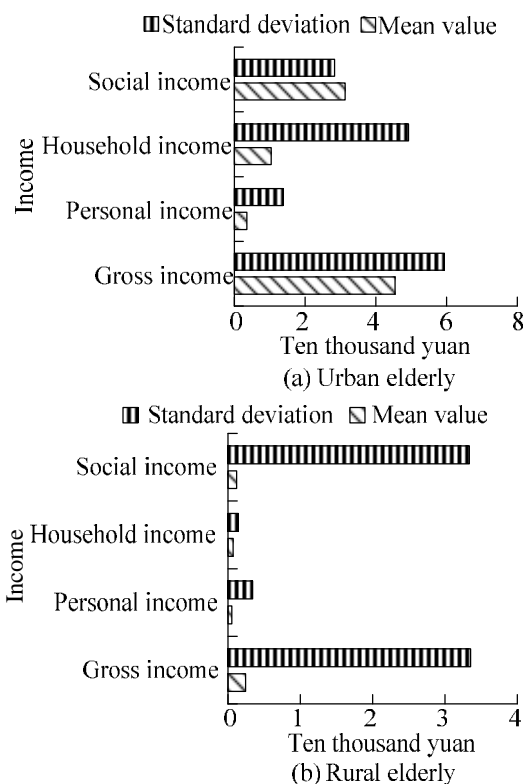 Standard deviation Mean value
Social income
Household income
Personal income
Gross income
Income
0 2 4 6 8
Ten thousand yuan
(a) Urban elderly
Standard deviation Mean value
Social income
Household income
Personal income
Gross income
Income
0 1 2 3 4
Ten thousand yuan
(b) Rural elderly